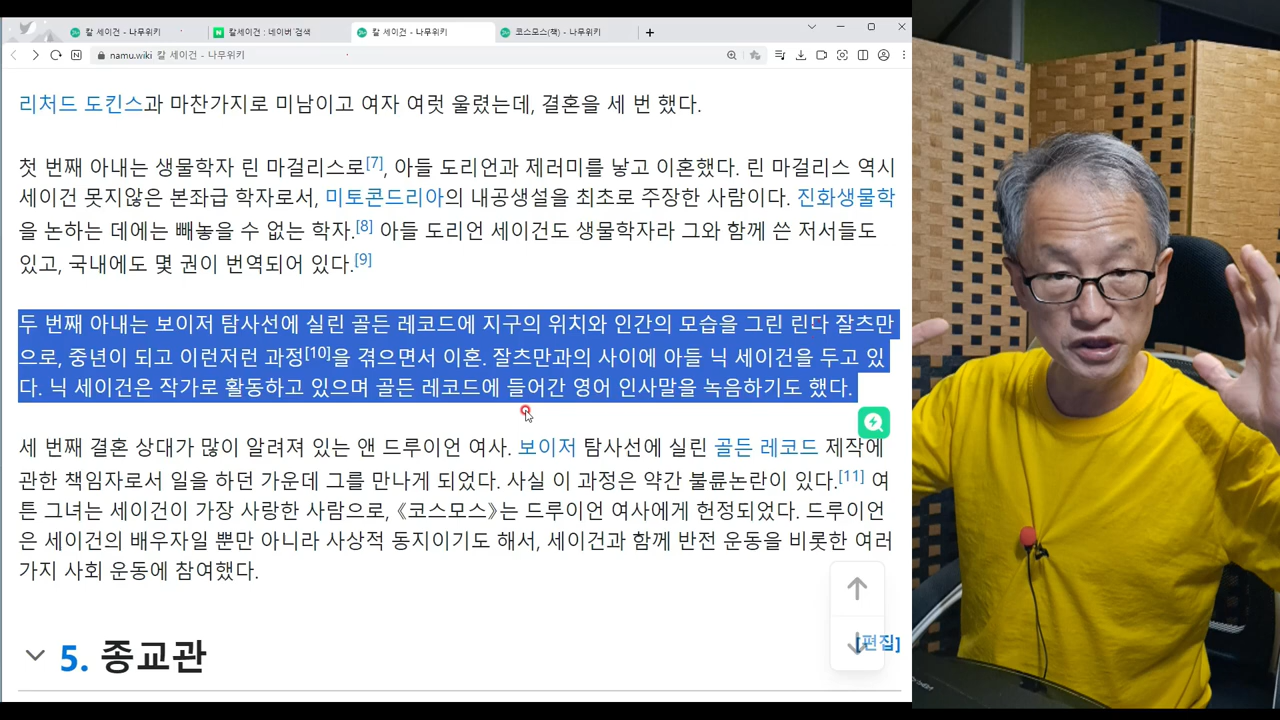 칼 세이건 - 나무위키
칼세이건 : 네이버 검색
칼 세이건 - 나무위키
코스모스(책) - 나무위키
namu.wiki 칼 세이건 - 나무위키
리처드 도킨스과 마찬가지로 미남이고 여자 여럿 울렸는데, 결혼을 세 번 했다.
첫 번째 아내는 생물학자 린 마걸리스로[7], 아들 도리언과 제러미를 낳고 이혼했다. 린 마걸리스 역시
세이건 못지않은 본좌급 학자로서, 미토콘드리아의 내공생설을 최초로 주장한 사람이다. 진화생물학
을 논하는 데에는 빼놓을 수 없는 학자.[8] 아들 도리언 세이건도 생물학자라 그와 함께 쓴 저서들도
있고, 국내에도 몇 권이 번역되어 있다.[9]
두 번째 아내는 보이저 탐사선에 실린 골든 레코드에 지구의 위치와 인간의 모습을 그린 린다 잘츠만
으로, 중년이 되고 이런저런 과정[10]을 겪으면서 이혼. 잘츠만과의 사이에 아들 닉 세이건을 두고 있
다. 닉 세이건은 작가로 활동하고 있으며 골든 레코드에 들어간 영어 인사말을 녹음하기도 했다.
세 번째 결혼 상대가 많이 알려져 있는 앤 드루이언 여사. 보이저 탐사선에 실린 골든 레코드 제작에
관한 책임자로서 일을 하던 가운데 그를 만나게 되었다. 사실 이 과정은 약간 불륜논란이 있다.[11] 여
튼 그녀는 세이건이 가장 사랑한 사람으로, 《코스모스》는 드루이언 여사에게 헌정되었다. 드루이언
은 세이건의 배우자일 뿐만 아니라 사상적 동지이기도 해서, 세이건과 함께 반전 운동을 비롯한 여러
가지 사회 운동에 참여했다.
5. 종교관
[편집]